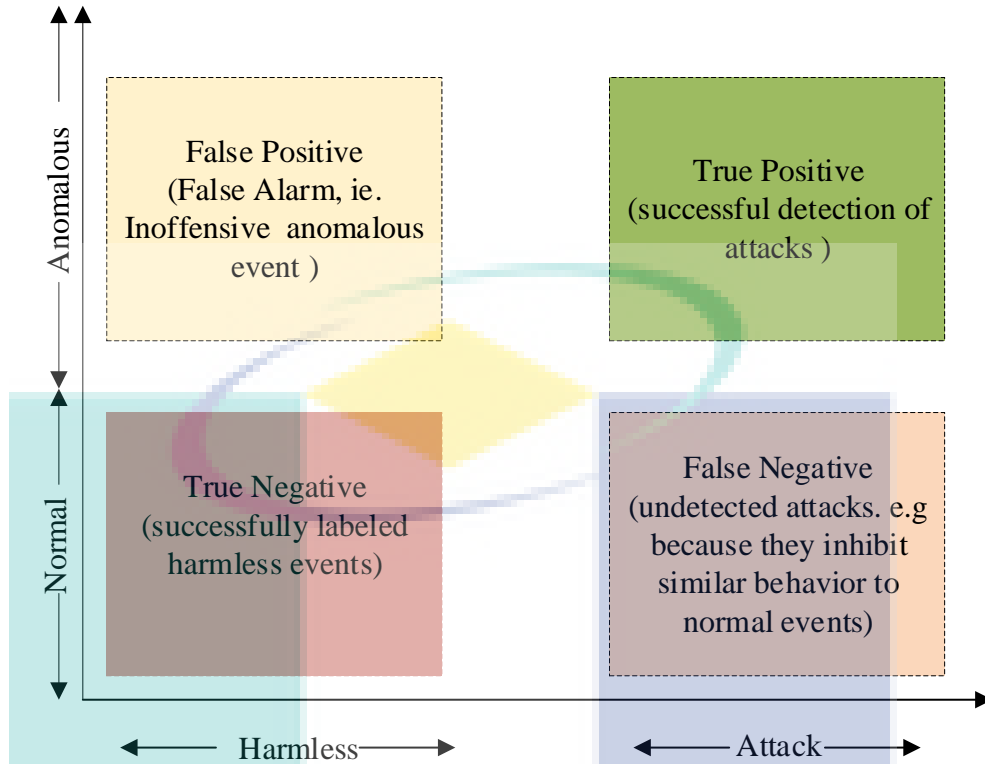 Anomalous
False Positive
(False Alarm, ie.
Inoffensive anomalous
event )
True Positive
(successful detection of
attacks )
Normal
True Negative
(successfully labeled
harmless events)
False Negative
(undetected attacks. e.g
because they inhibit
similar behavior to
normal events)
Harmless
Attack